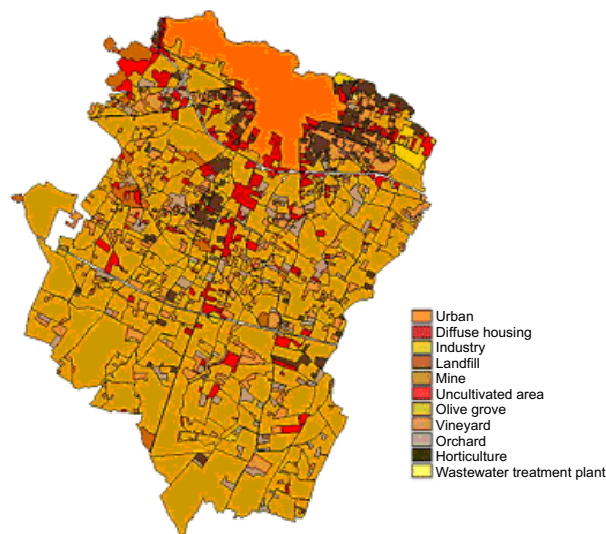 Urban
Diffuse housing
Industry
Landfill
Mine
Uncultivated area
Olive grove
Vineyard
Orchard
Horticulture
Wastewater treatment plant